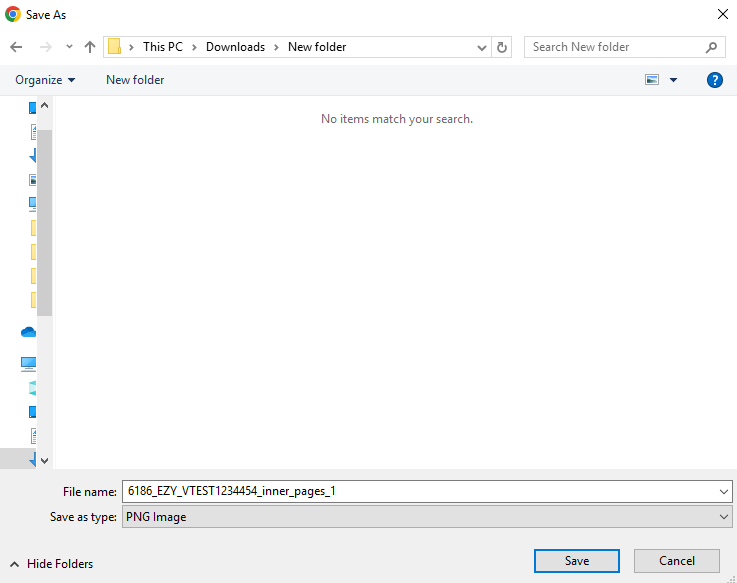 Save As
This PC > Downloads > New folder
Search New folder
Organize
New folder
?
No items match your search.
File name: 6186_EZY_VTEST1234454_inner_pages_1
Save as type: PNG Image
Hide Folders
Save
Cancel